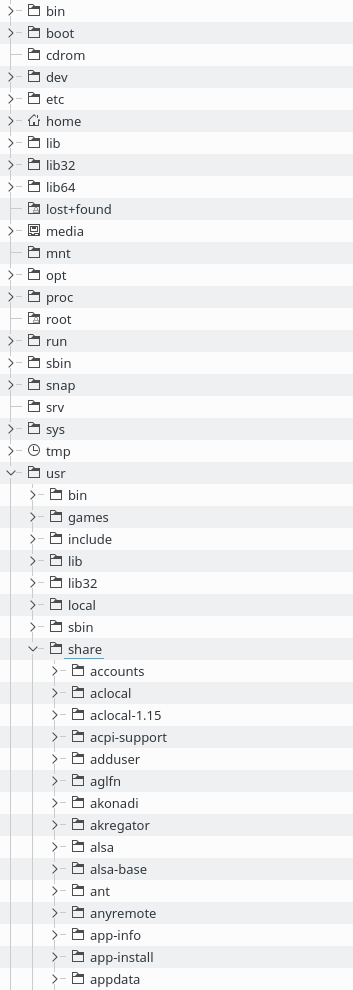 bin
boot
cdrom
dev
etc
home
lib
lib32
lib64
lost+found
media
mnt
opt
proc
root
run
sbin
snap
srv
sys
tmp
usr
bin
games
include
lib
lib32
local
sbin
share
accounts
aclocal
aclocal-1.15
acpi-support
adduser
aglfn
akonadi
akregator
alsa
alsa-base
ant
anyremote
app-info
app-install
appdata